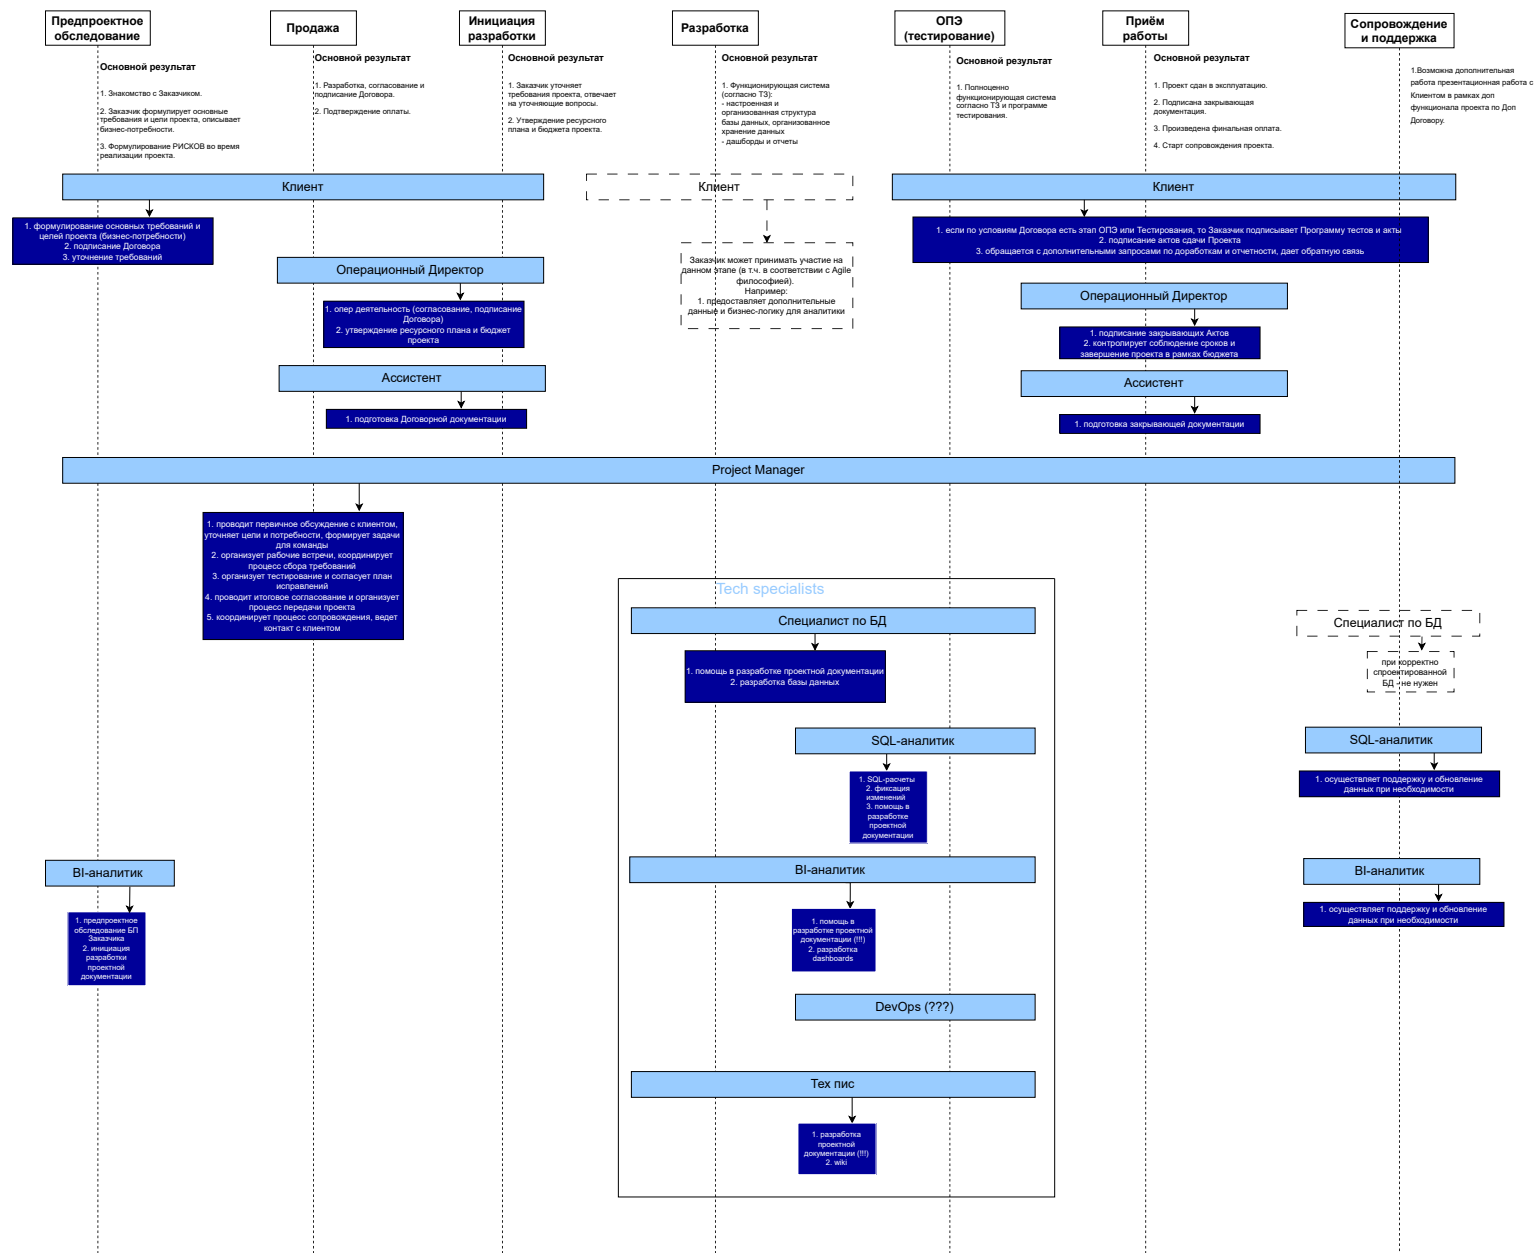 Предпроектное
обследование
Продажа
Инициация
разработки
Разработка
ОПЭ
(тестирование)
Приём
работы
Сопровождение
и поддержка
Основной результат
1. Знакомство с Заказчиком.
2. Заказчик формулирует основные
требования и цели проекта, описывает
бизнес-потребности.
3. Формулирование РИСКОВ во время
реализации проекта.
Основной результат
1. Разработка, согласование и
подписание Договора.
2. Подтверждение оплаты.
Основной результат
1. Заказчик уточняет
требования проекта, отвечает
на уточняющие вопросы.
2. Утверждение ресурсного
плана и бюджета проекта.
Основной результат
1. Функционирующая система
(согласно ТЗ):
- настроенная и
организованная структура
базы данных, организованное
хранение данных
- дашборды и отчеты
Основной результат
1. Полноценно
функционирующая система
согласно ТЗ и программе
тестирования.
Основной результат
1. Проект сдан в эксплуатацию.
2. Подписана закрывающая
документация.
3. Произведена финальная оплата.
4. Старт сопровождения проекта.
1.Возможна дополнительная
работа презентационная работа с
Клиентом в рамках доп
функционала проекта по Доп
Договору.
Клиент
1. формулирование основных требований и
целей проекта (бизнес-потребности)
2. подписание Договора
3. уточнение требований
Клиент
Заказчик может принимать участие на
данном этапе (в т.ч. в соответствии с Agile
философией).
Например:
1. предоставляет дополнительные
данные и бизнес-логику для аналитики
Клиент
1. если по условиям Договора есть этап ОПЭ или Тестирования, то Заказчик подписывает Программу тестов и акты
2. подписание актов сдачи Проекта
3. обращается с дополнительными запросами по доработкам и отчетности, дает обратную связь
Операционный Директор
1. опер деятельность (согласование, подписание
Договора)
2. утверждение ресурсного плана и бюджет
проекта
Операционный Директор
1. подписание закрывающих Актов
2. контролирует соблюдение сроков и
завершение проекта в рамках бюджета
Ассистент
1. подготовка Договорной документации
Ассистент
1. подготовка закрывающей документации
Project Manager
1. проводит первичное обсуждение с клиентом,
уточняет цели и потребности, формирует задачи
для команды
2. организует рабочие встречи, координирует
процесс сбора требований
3. организует тестирование и согласует план
исправлений
4. проводит итоговое согласование и организует
процесс передачи проекта
5. координирует процесс сопровождения, ведет
контакт с клиентом
Tech specialists
Специалист по БД
1. помощь в разработке проектной документации
2. разработка базы данных
Специалист по БД
при корректно
спроектированной
БД - не нужен
SQL-аналитик
1. SQL-расчеты
2. фиксация
изменений
3. помощь в
разработке
проектной
документации
SQL-аналитик
1. осуществляет поддержку и обновление
данных при необходимости
BI-аналитик
1. предпроектное
обследование БП
Заказчика
2. инициация
разработки
проектной
документации
BI-аналитик
1. помощь в
разработке проектной
документации (!!!)
2. разработка
dashboards
BI-аналитик
1. осуществляет поддержку и обновление
данных при необходимости
DevOps (???)
Тех пис
1. разработка
проектной
документации (!!!)
2. wiki